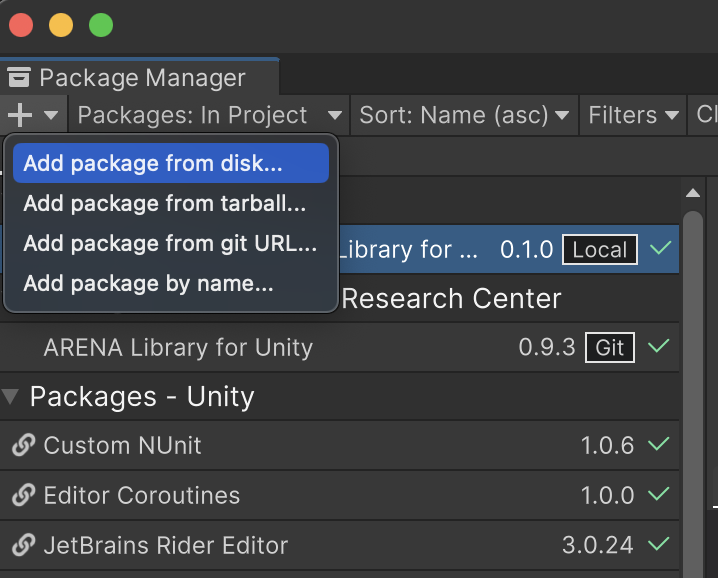 Package Manager
Packages: In Project
Sort: Name (asc)
Filters
Cl
Add package from disk...
Add package from tarball...
Add package from git URL...
Add package by name...
Library for ... 0.1.0 Local
Research Center
ARENA Library for Unity 0.9.3 Git
Packages - Unity
Custom NUnit 1.0.6
Editor Coroutines 1.0.0
JetBrains Rider Editor 3.0.24